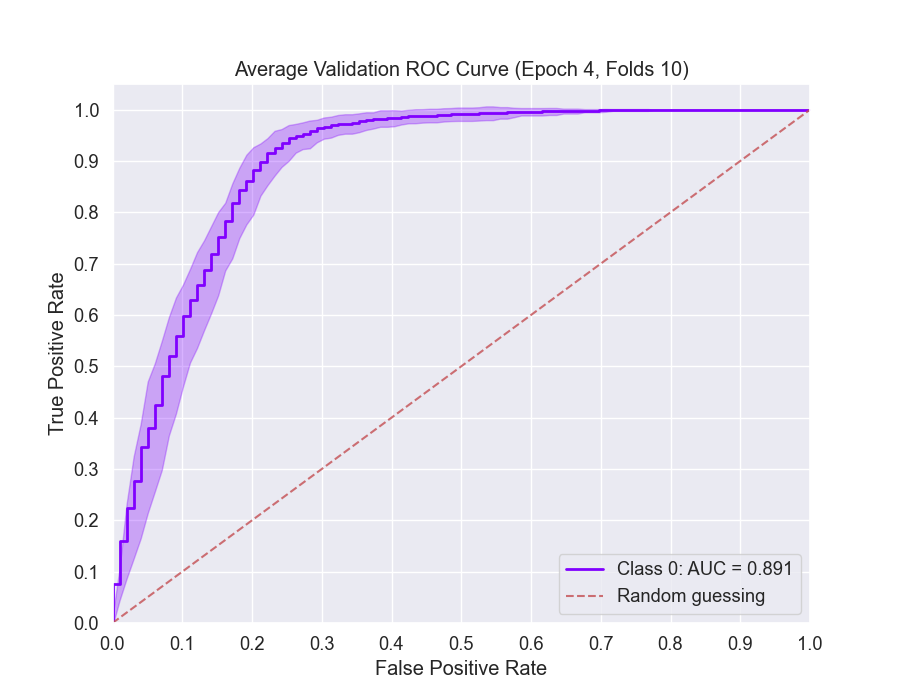 Average Validation ROC Curve (Epoch 4, Folds 10)
1.0
0.9
0.8
0.7
0.6
0.5
0.4
0.3
0.2
0.1
0.0
True Positive Rate
Class 0: AUC = 0.891
Random guessing
0.0 0.1 0.2 0.3 0.4 0.5 0.6 0.7 0.8 0.9 1.0
False Positive Rate